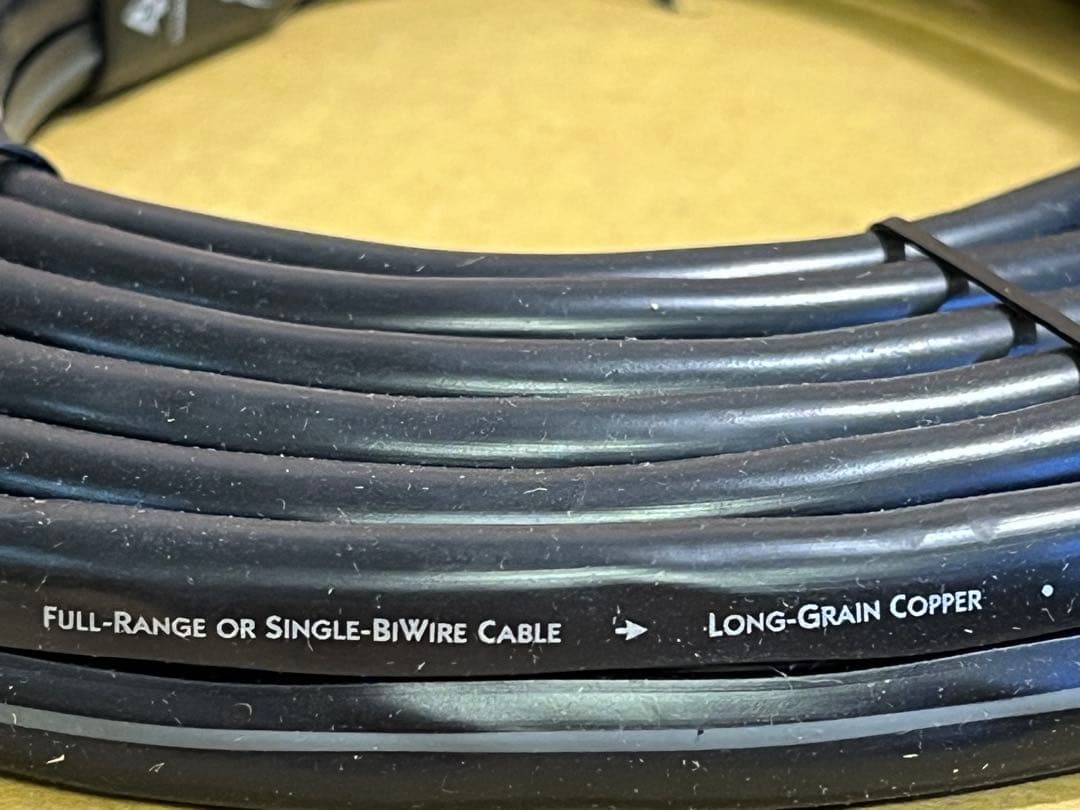 FULL-RANGE OR SINGLE-BIWIRE CABLE → LONG-GRAIN COPPER •